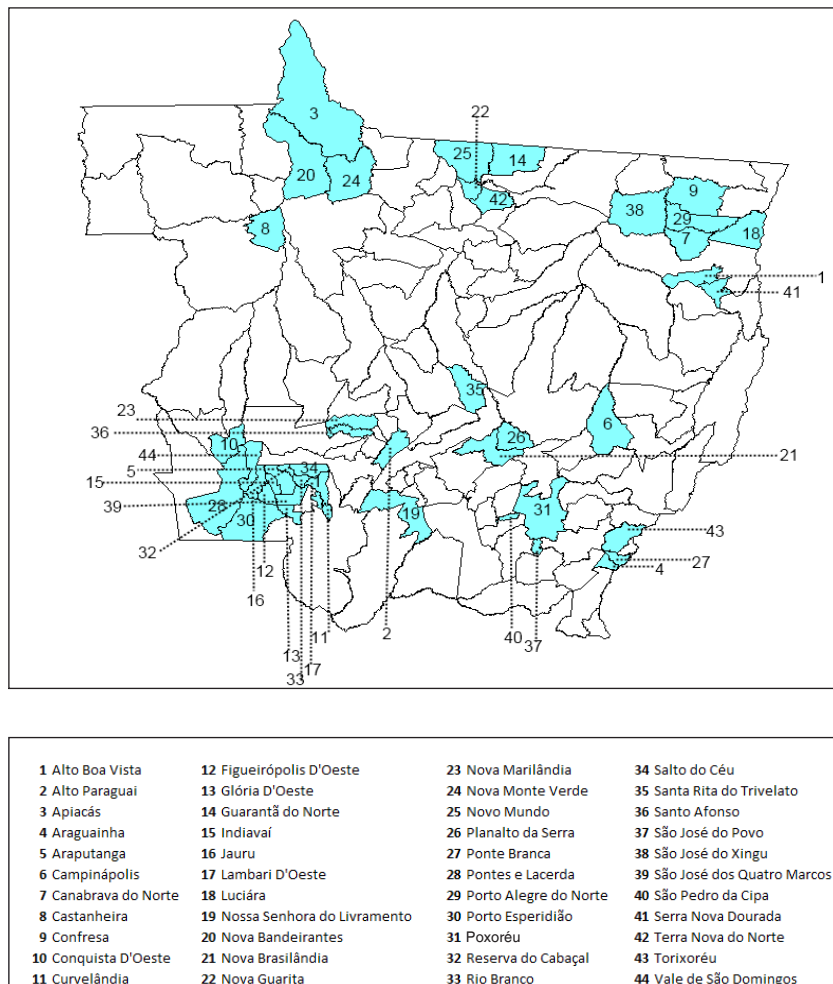 3
22
25
14
20
24
42
9
38
29
18
8
7
1
41
35
23
36
6
10
26
44
5
34
21
15
1
39
28
31
30
19
43
32
12
27
4
16
11
2
40
37
13
17
33
1 Alto Boa Vista
2 Alto Paraguai
3 Apiacás
4 Araguainha
5 Araputanga
6 Campinápolis
7 Canabrava do Norte
8 Castanheira
9 Confresa
10 Conquista D'Oeste
11 Curvelândia
12 Figueirópolis D'Oeste
13 Glória D'Oeste
14 Guarantã do Norte
15 Indiavaí
16 Jauru
17 Lambari D'Oeste
18 Luciára
19 Nossa Senhora do Livramento
20 Nova Bandeirantes
21 Nova Brasilândia
22 Nova Guarita
23 Nova Marilândia
24 Nova Monte Verde
25 Novo Mundo
26 Planalto da Serra
27 Ponte Branca
28 Pontes e Lacerda
29 Porto Alegre do Norte
30 Porto Esperidião
31 Poxoréu
32 Reserva do Cabaçal
33 Rio Branco
34 Salto do Céu
35 Santa Rita do Trivelato
36 Santo Afonso
37 São José do Povo
38 São José do Xingu
39 São José dos Quatro Marcos
40 São Pedro da Cipa
41 Serra Nova Dourada
42 Terra Nova do Norte
43 Torixoréu
44 Vale de São Domingos